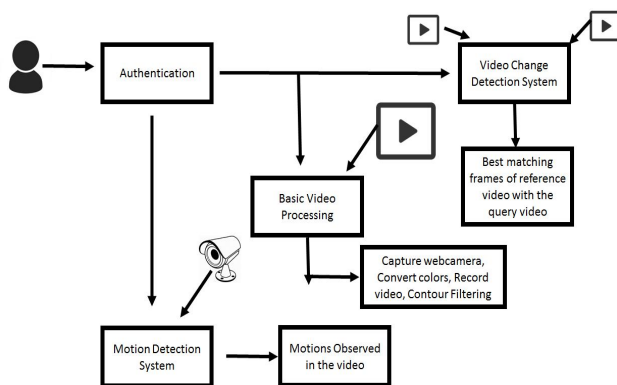 Authentication
Video Change
Detection System
Best matching
frames of reference
video with the
query video
Basic Video
Processing
Capture webcamera,
Convert colors, Record
video, Contour Filtering
Motion Detection
System
Motions Observed
in the video